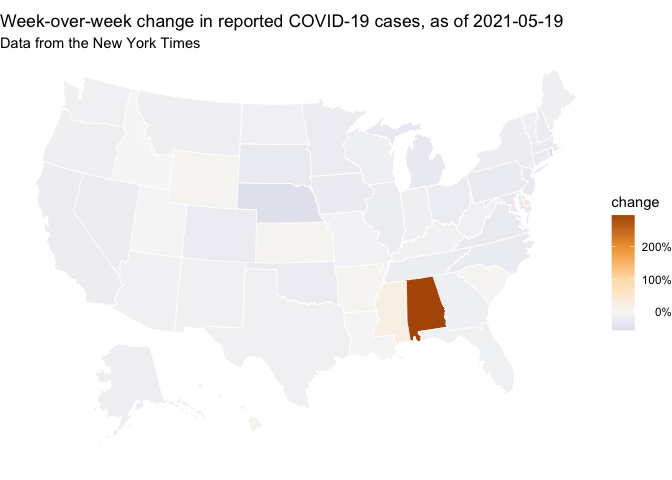 Week-over-week change in reported COVID-19 cases, as of 2021-05-19
Data from the New York Times
change
200%
100%
0%